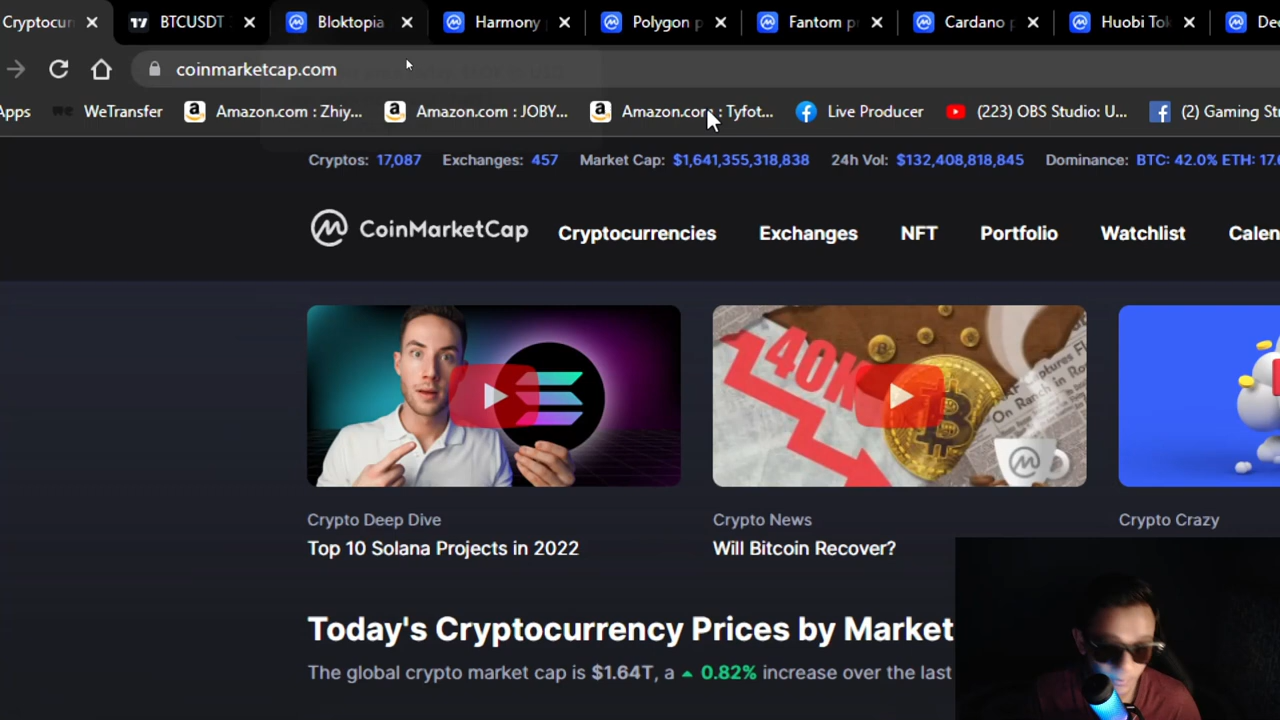 Cryptocur
BTCUSDT
Bloktopia
Harmony
Polygon p
Fantom p
Cardano p
Huobi Tok
Dec
coinmarketcap.com
Apps
WeTransfer
Amazon.com : Zhiy...
Amazon.com : JOBY...
Amazon.com : Tyfot...
Live Producer
(223) OBS Studio: U...
(2) Gaming St
Cryptos: 17,087 Exchanges: 457 Market Cap: $1,641,355,318,838 24h Vol: $132,408,818,845 Dominance: BTC: 42.0% ETH: 17.
CoinMarketCap
Cryptocurrencies Exchanges NFT Portfolio Watchlist Calen
40K
Crypto Deep Dive
Top 10 Solana Projects in 2022
Crypto News
Will Bitcoin Recover?
Crypto Crazy
Today's Cryptocurrency Prices by Market
The global crypto market cap is $1.64T, a 0.82% increase over the last